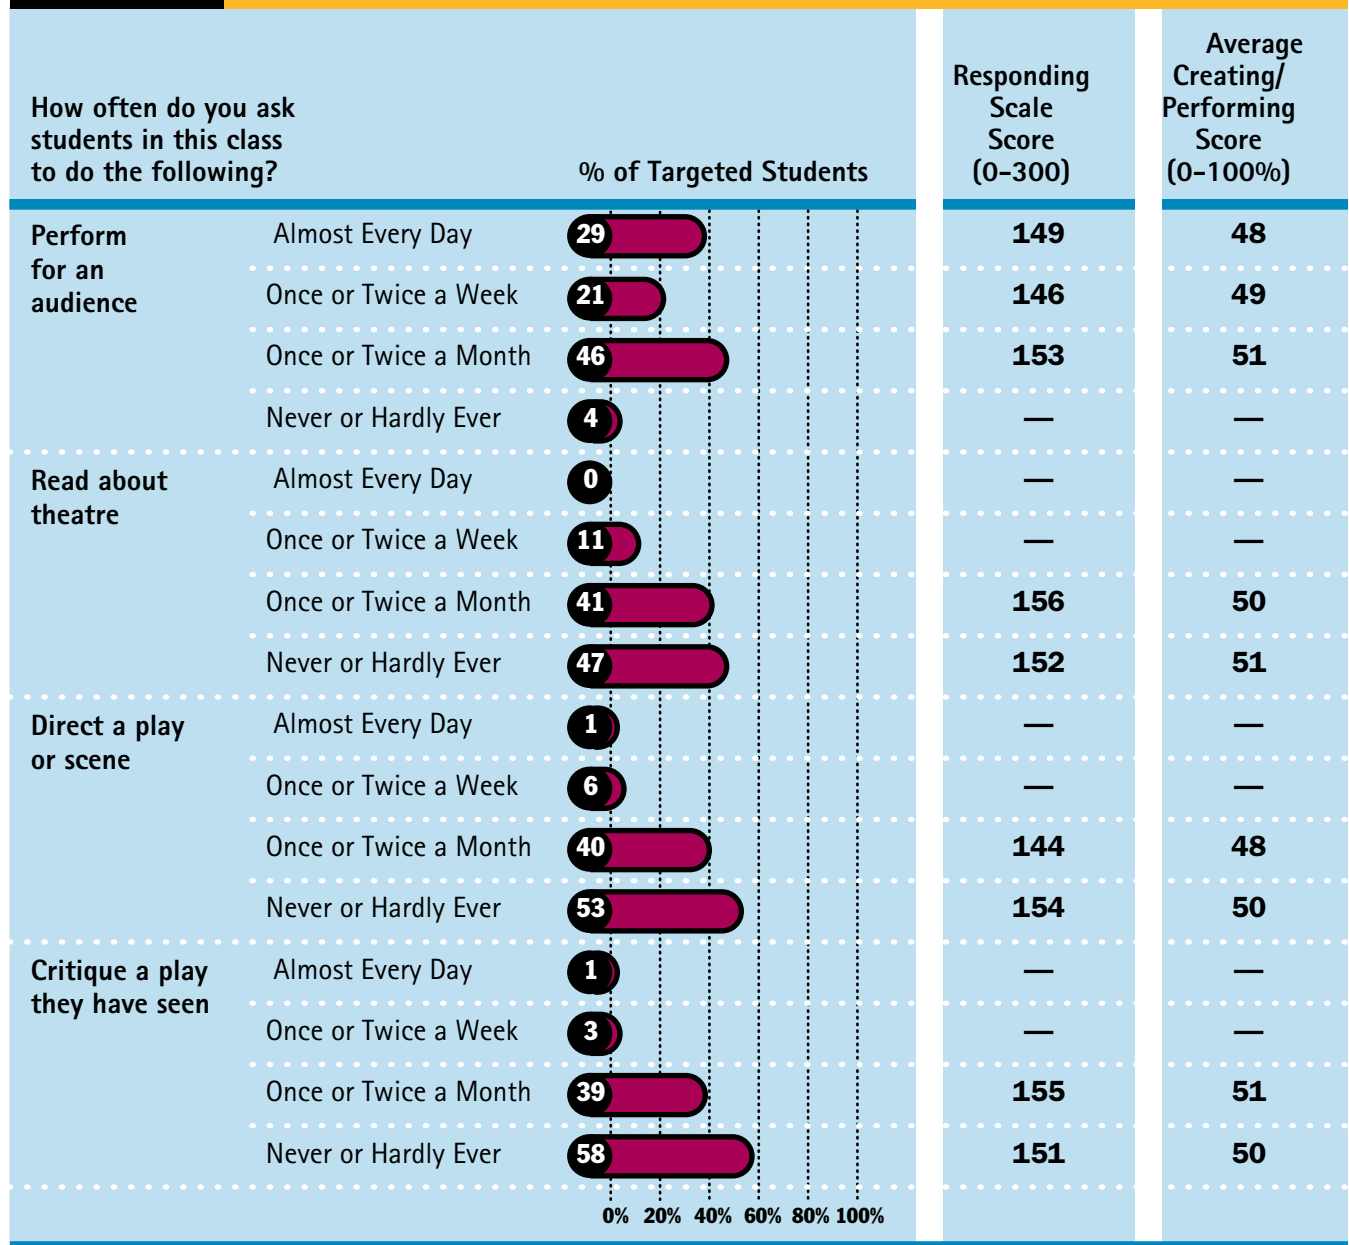 How often do you ask
students in this class
to do the following?
% of Targeted Students
Responding
Scale
Score
(0-300)
Average
Creating/
Performing
Score
(0-100%)
Perform
for an
audience
Almost Every Day 29 149 48
Once or Twice a Week 21 146 49
Once or Twice a Month 46 153 51
Never or Hardly Ever 4 — —
Read about
theatre
Almost Every Day 0 — —
Once or Twice a Week 11 — —
Once or Twice a Month 41 156 50
Never or Hardly Ever 47 152 51
Direct a play
or scene
Almost Every Day 1 — —
Once or Twice a Week 6 — —
Once or Twice a Month 40 144 48
Never or Hardly Ever 53 154 50
Critique a play
they have seen
Almost Every Day 1 — —
Once or Twice a Week 3 — —
Once or Twice a Month 39 155 51
Never or Hardly Ever 58 151 50
0% 20% 40% 60% 80% 100%